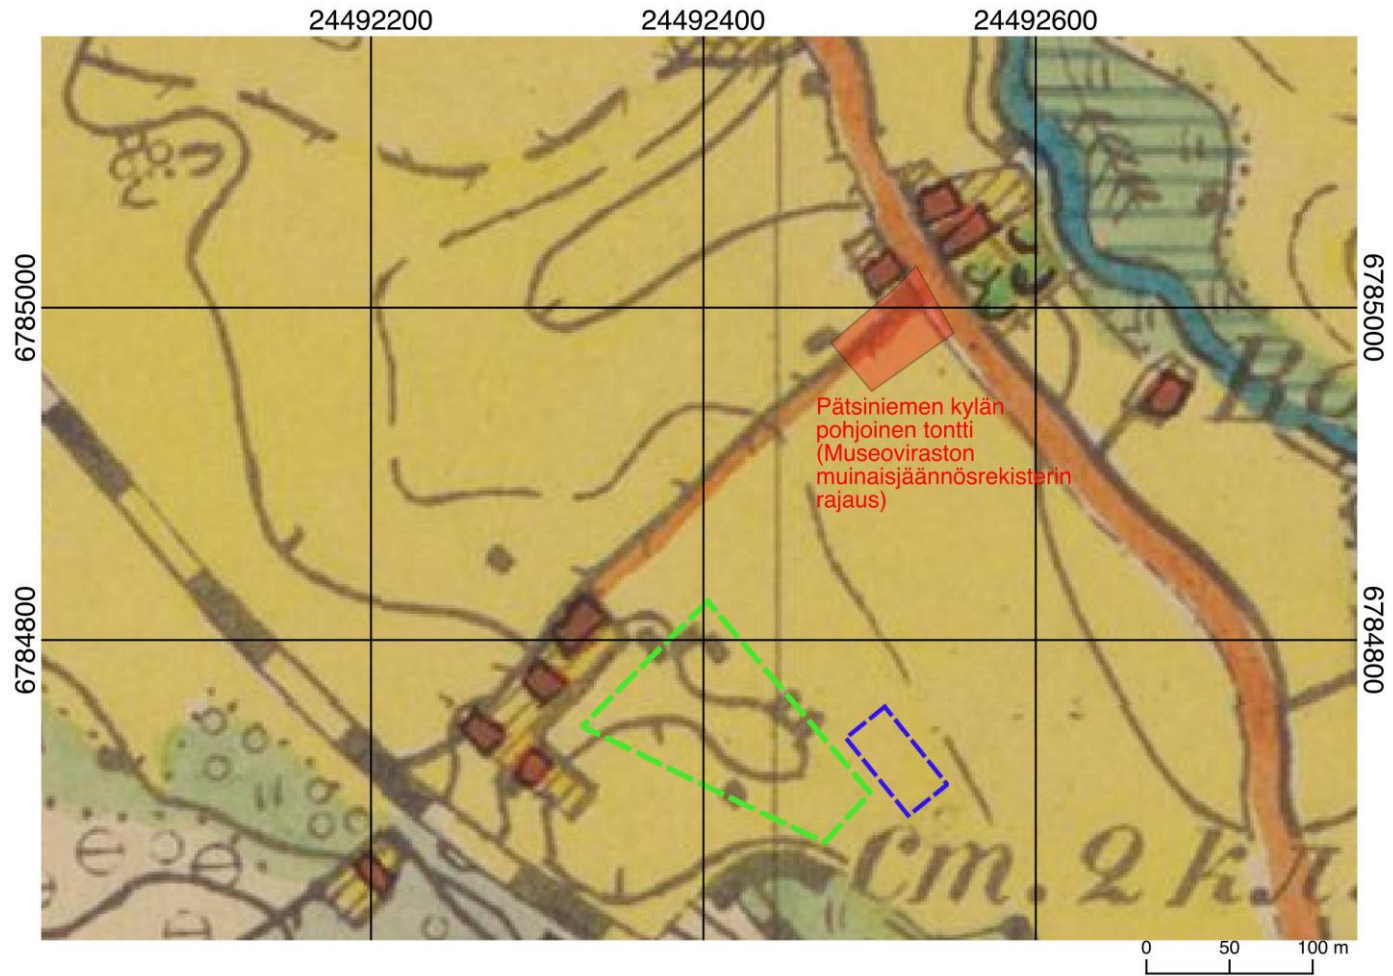 24492200 24492400 24492600
6785000 6785000
Pätsiniemen kylän
pohjoinen tontti
(Museoviraston
muinaisjäännösrekisterin
rajaus)
6784800 6784800
Ст. 2 кл.
0 50 100 m